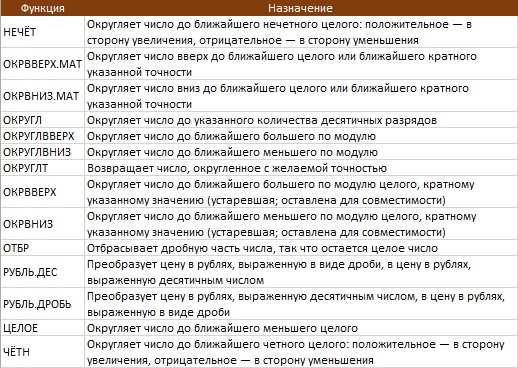 Функция Назначение
НЕЧЁТ Округляет число до ближайшего нечетного целого: положительное — в
сторону увеличения, отрицательное — в сторону уменьшения
ОКРВВЕРХ.МАТ Округляет число вверх до ближайшего целого или ближайшего кратного
указанной точности
ОКРВНИЗ.МАТ Округляет число вниз до ближайшего целого или ближайшего кратного
указанной точности
ОКРУГЛ Округляет число до указанного количества десятичных разрядов
ОКРУГЛВВЕРХ Округляет число до ближайшего большего по модулю
ОКРУГЛВНИЗ Округляет число до ближайшего меньшего по модулю
ОКРУГЛТ Возвращает число, округленное с желаемой точностью
ОКРВВЕРХ Округляет число до ближайшего большего по модулю целого, кратному
указанному значению (устаревшая; оставлена для совместимости)
ОКРВНИЗ Округляет число до ближайшего меньшего по модулю целого, кратному
указанному значению (устаревшая; оставлена для совместимости)
ОТБР Отбрасывает дробную часть числа, так что остается целое число
РУБЛЬ.ДЕС Преобразует цену в рублях, выраженную в виде дроби, в цену в рублях,
выраженную десятичным числом
РУБЛЬ.ДРОБЬ Преобразует цену в рублях, выраженную десятичным числом, в цену в рублях,
выраженную в виде дроби
ЦЕЛОЕ Округляет число до ближайшего меньшего целого
ЧЁТН Округляет число до ближайшего четного целого: положительное — в сторону
увеличения, отрицательное — в сторону уменьшения